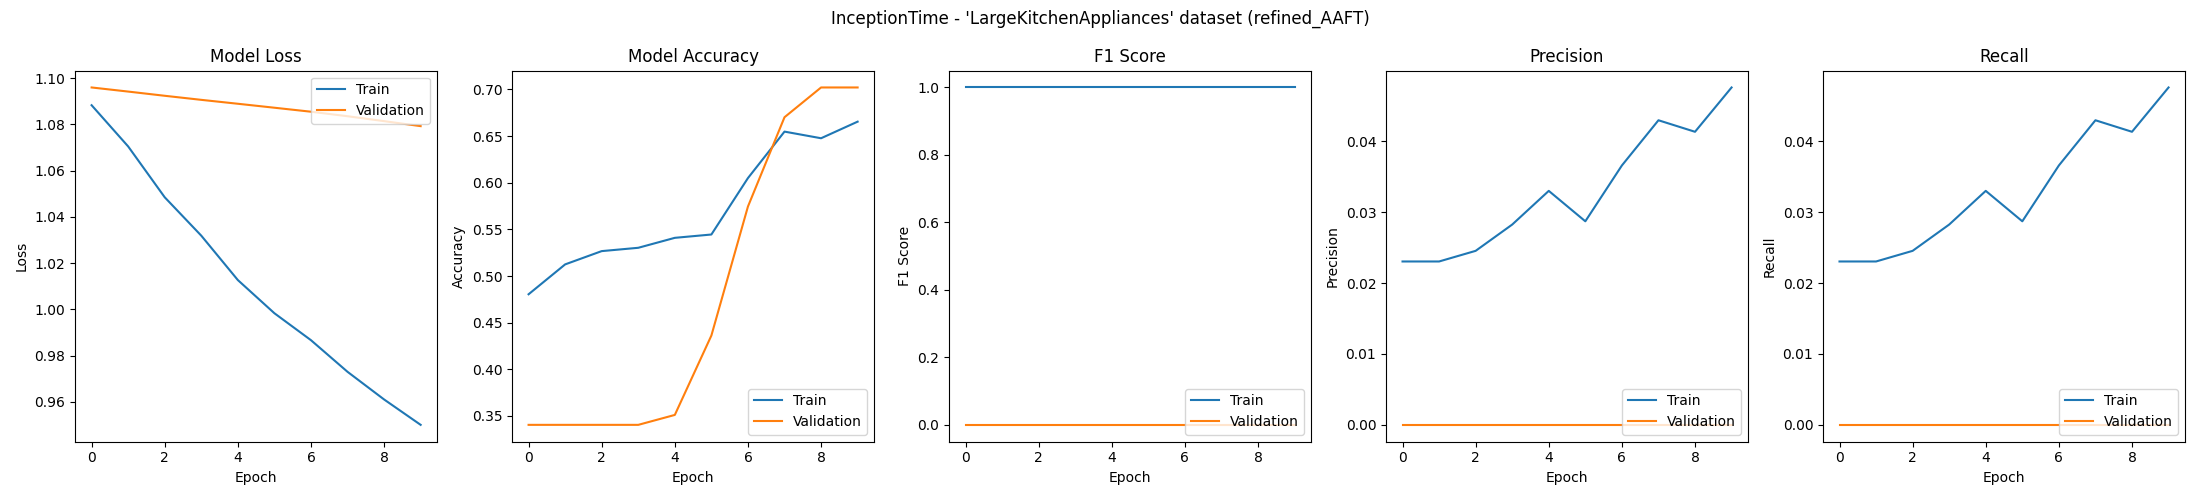 InceptionTime - 'LargeKitchenAppliances' dataset (refined_AAFT)
Model Loss
1.10
1.08
1.06
1.04
1.02
1.00
0.98
0.96
Loss
0 2 4 6 8
Epoch
Train
Validation
Model Accuracy
0.70
0.65
0.60
0.55
0.50
0.45
0.40
0.35
Accuracy
0 2 4 6 8
Epoch
Train
Validation
F1 Score
1.0
0.8
0.6
0.4
0.2
0.0
F1 Score
0 2 4 6 8
Epoch
Train
Validation
Precision
0.04
0.03
0.02
0.01
0.00
Precision
0 2 4 6 8
Epoch
Train
Validation
Recall
0.04
0.03
0.02
0.01
0.00
Recall
0 2 4 6 8
Epoch
Train
Validation